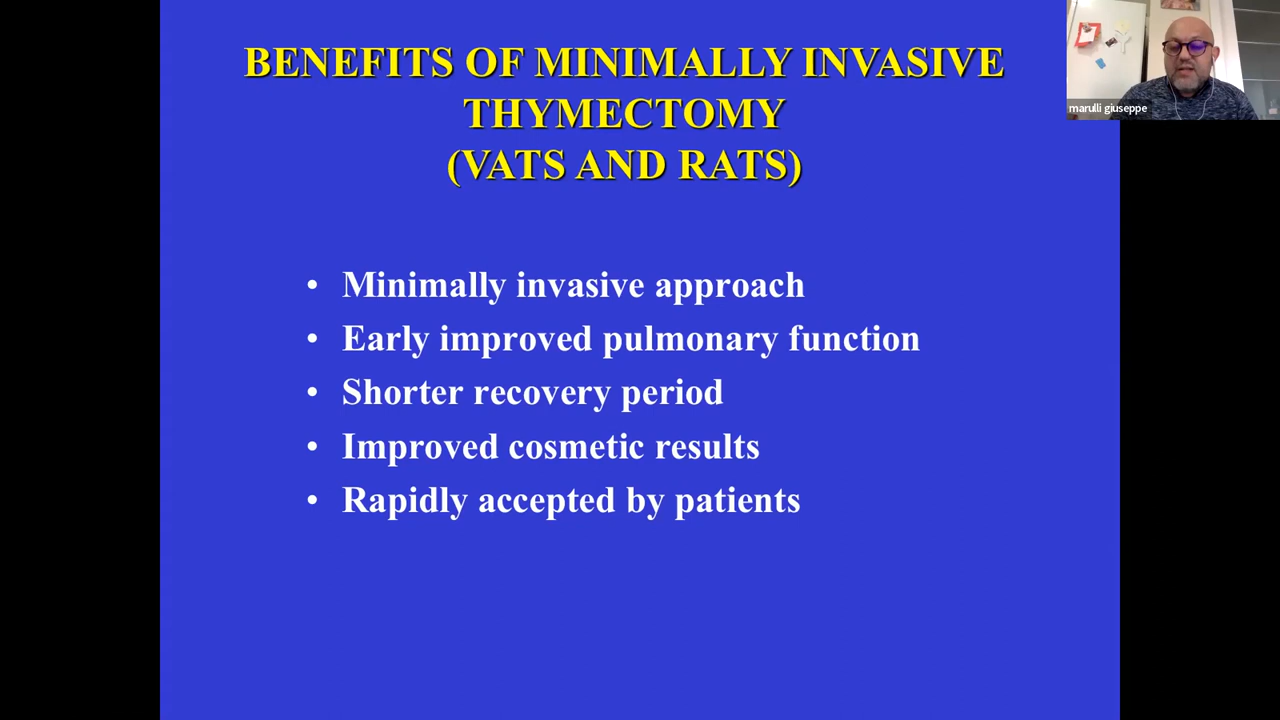 BENEFITS OF MINIMALLY INVASIVE
THYMECTOMY
(VATS AND RATS)
marulli giuseppe
• Minimally invasive approach
• Early improved pulmonary function
• Shorter recovery period
• Improved cosmetic results
• Rapidly accepted by patients